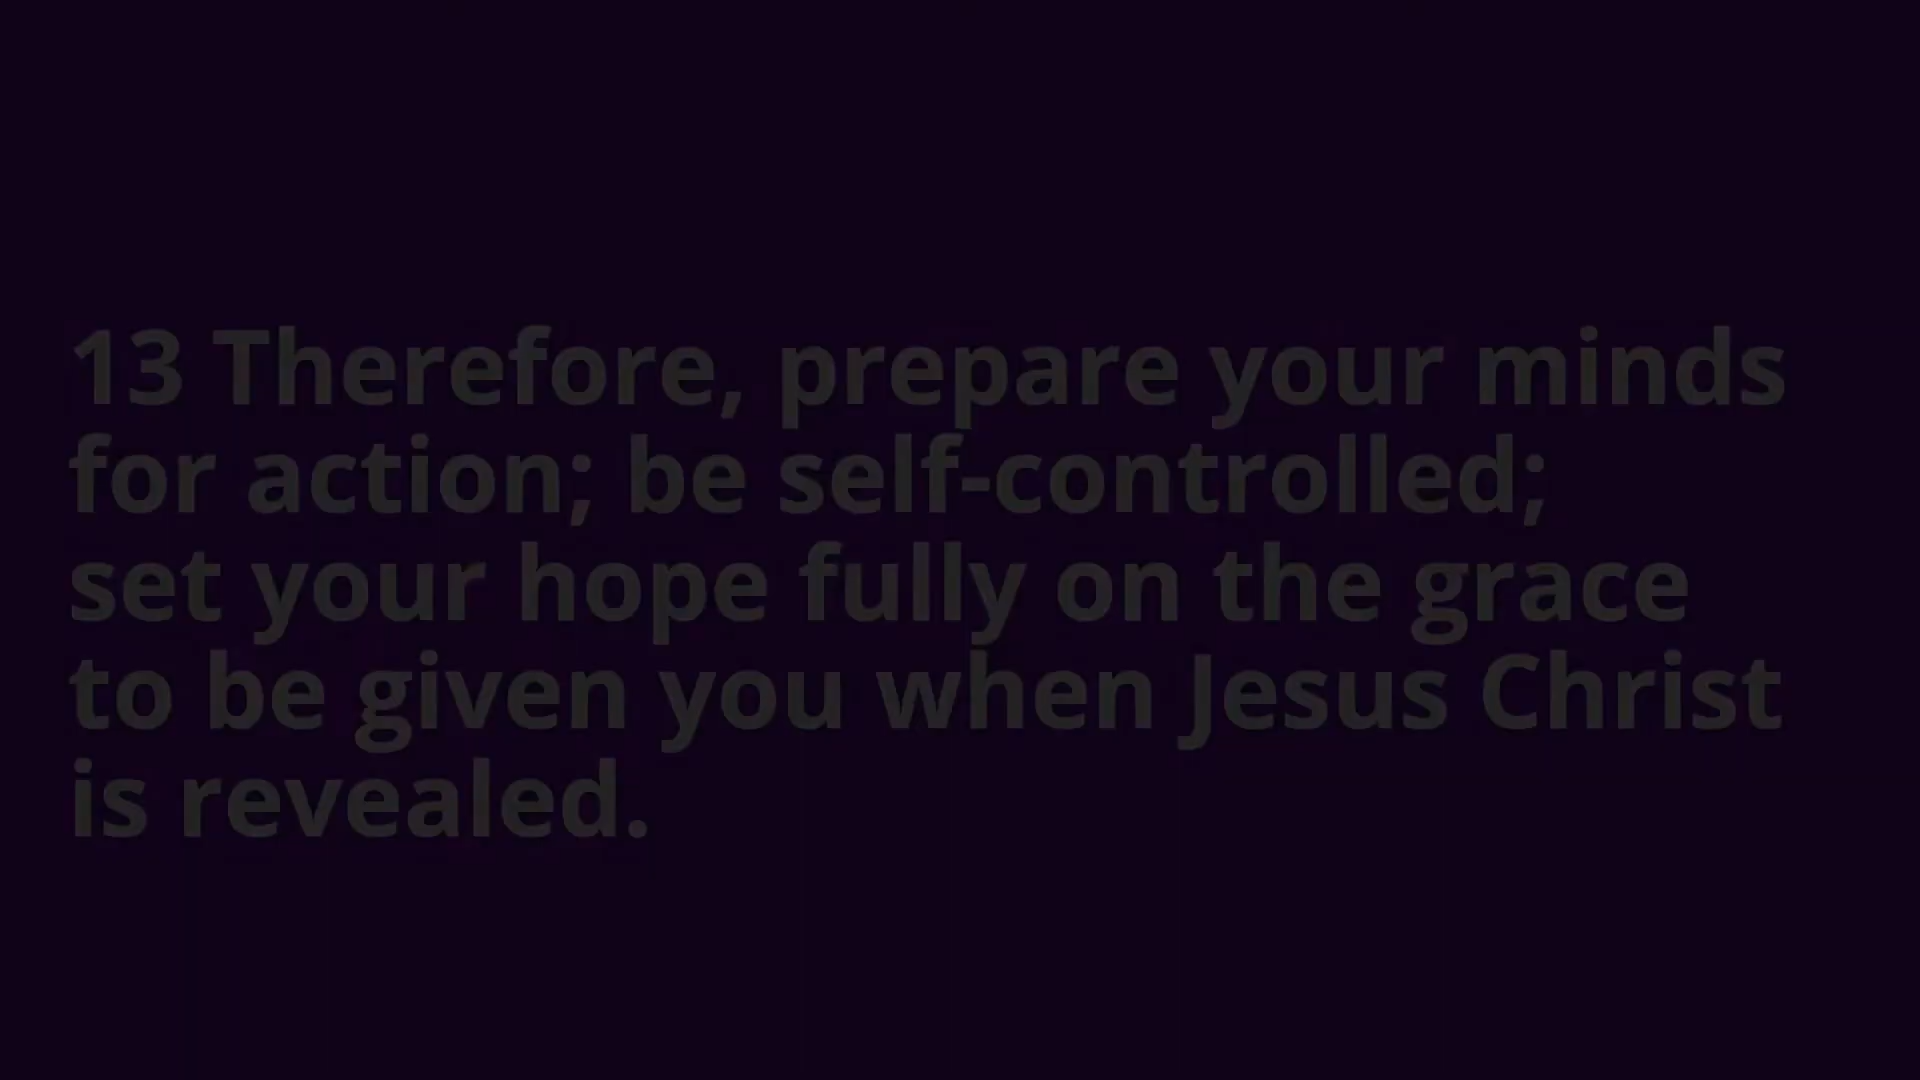 13 Therefore, prepare your minds
for action; be self-controlled;
set your hope fully on the grace
to be given you when Jesus Christ
is revealed.